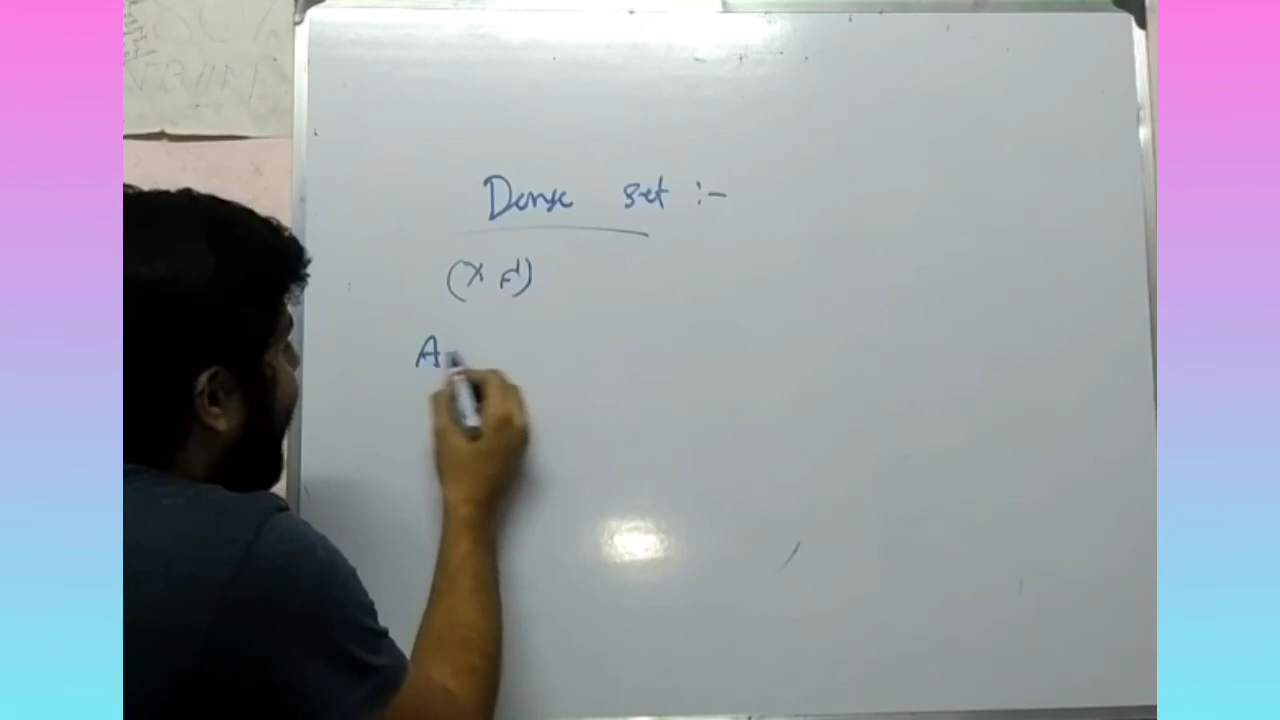 Dense set :-
(X d)
A